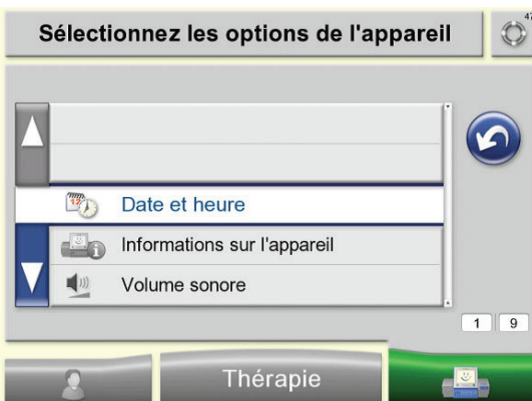 Sélectionnez les options de l'appareil
Date et heure
Informations sur l'appareil
Volume sonore
1 9
Thérapie